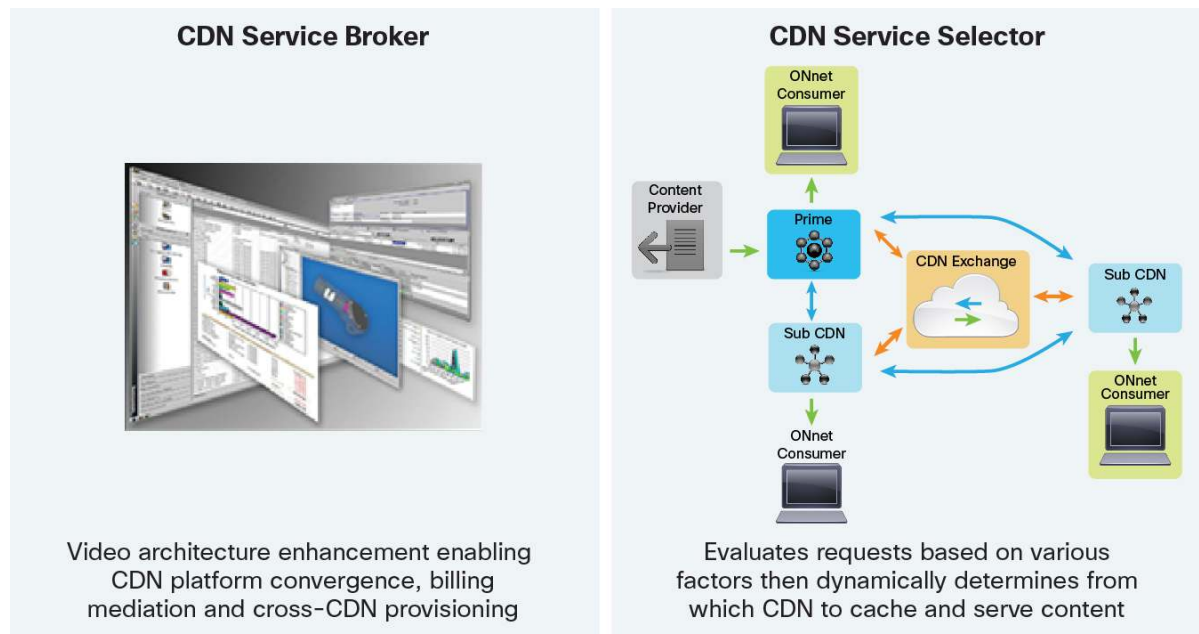 CDN Service Broker
Video architecture enhancement enabling
CDN platform convergence, billing
mediation and cross-CDN provisioning
CDN Service Selector
ONnet
Consumer
Content
Provider
Prime
CDN Exchange
Sub CDN
Sub CDN
ONnet
Consumer
ONnet
Consumer
Evaluates requests based on various
factors then dynamically determines from
which CDN to cache and serve content